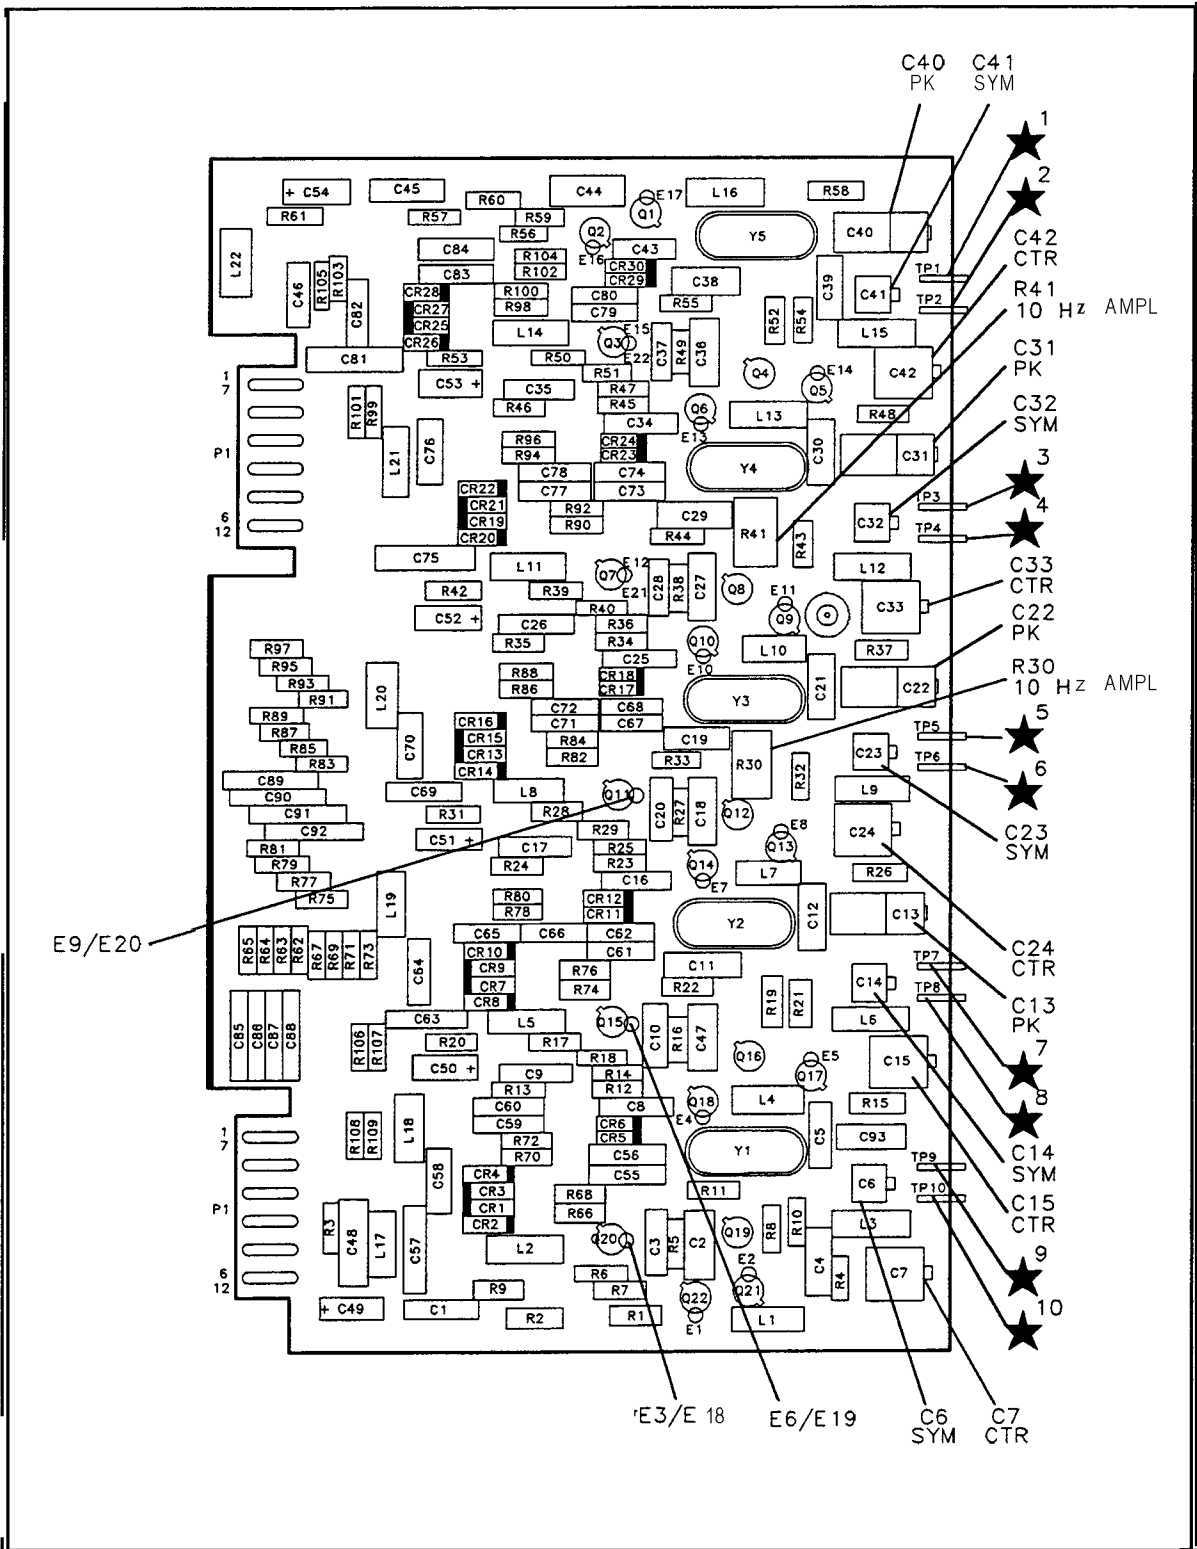 C40 C41
PK SYM
1
2
C42
CTR
R41
10 Hz AMPL
C31
PK
C32
SYM
3
4
C33
CTR
C22
PK
R30
10 Hz AMPL
5
6
C23
SYM
C24
CTR
C13
PK
7
8
C14
SYM
C15
CTR
9
10
C6 C7
SYM CTR
E6/E19
E3/E 18
E9/E20
+ C54 C45 R60 C44 E17 L16 R58
R61 R57 R59 Q1
R56 Q2 Y5 C40
L22 C84 E16 C43
R104 CR30
C46 R105 R103 C83 R102 CR29 C38 C39 TP1
CR28 R100 C80 R55 C41
C82 CR27 R98 C79 R52 R54 TP2
CR25 L14 Q3 E15 C37 R49 C36 L15
CR26 E22
C81 R53 R50
C53 + R51 Q4 E14 C42
1
7 R101 R99 C35 R47 Q5
R46 R45 Q6 L13 R48
L21 C76 C34 E13 C30
P1 R96 CR24 C31
R94 CR23 Y4
C78 C74
CR22 C77 C73 TP3
CR21 R92 C29 R41 C32
6
12 CR19 R90 R44 R43 TP4
CR20
C75 L11 Q7 E12 C28 R38 C27 L12
R42 R39 E21 Q8 E11
R40 C33
C52 + C26 R36 Q9
R35 R34 Q10 L10 R37
R97 C25 E10
R95 R88 CR18 C21 C22
R93 L20 R86 CR17
R91 C72 C68 Y3
R89 CR16 C71 C67
R87 C70 CR15 R84 C19 R30 TP5
R85 CR13 R82 R33 C23
R83 CR14 R32 TP6
C89 C69 L8 Q11 C20 R27 C18 L9
C90
C91 R31 R28 Q12
C92 R29 E8 C24
R81 C51 + C17 R25 Q13
R79 R24 R23 Q14 L7 R26
R77 C16 E7
R75 L19 R80 CR12 C12 C13
R78 CR11 Y2
C65 C66 C62
R65 R64 R63 R62 R67 R69 R71 R73 CR10 C61
C64 CR9 R76 C11 TP7
CR7 R74 R22 R19 R21 C14
CR8 TP8
C85 C86 C87 C88 C63 L5 Q15 C10 R16 C47 L6
R106 R107 R20 R17 Q16 E5
R18 C15
C50 + C9 R14 Q17
R13 R12 Q18 L4 R15
C60 C8 E4
1
7 R108 R109 L18 C59 CR6 C5 C93
R72 CR5 Y1
C58 R70 C56
CR4 C55 C6 TP9
CR3 R68 R11 TP10
P1 R3 CR1 R66
C48 L17 C57 CR2 Q20 C3 R5 C2 Q19 R8 R10 L3
L2 C4 R4 C7
6
12 R6 E2
R9 R7 Q22 Q21
+ C49 C1 R2 R1 E1 L1